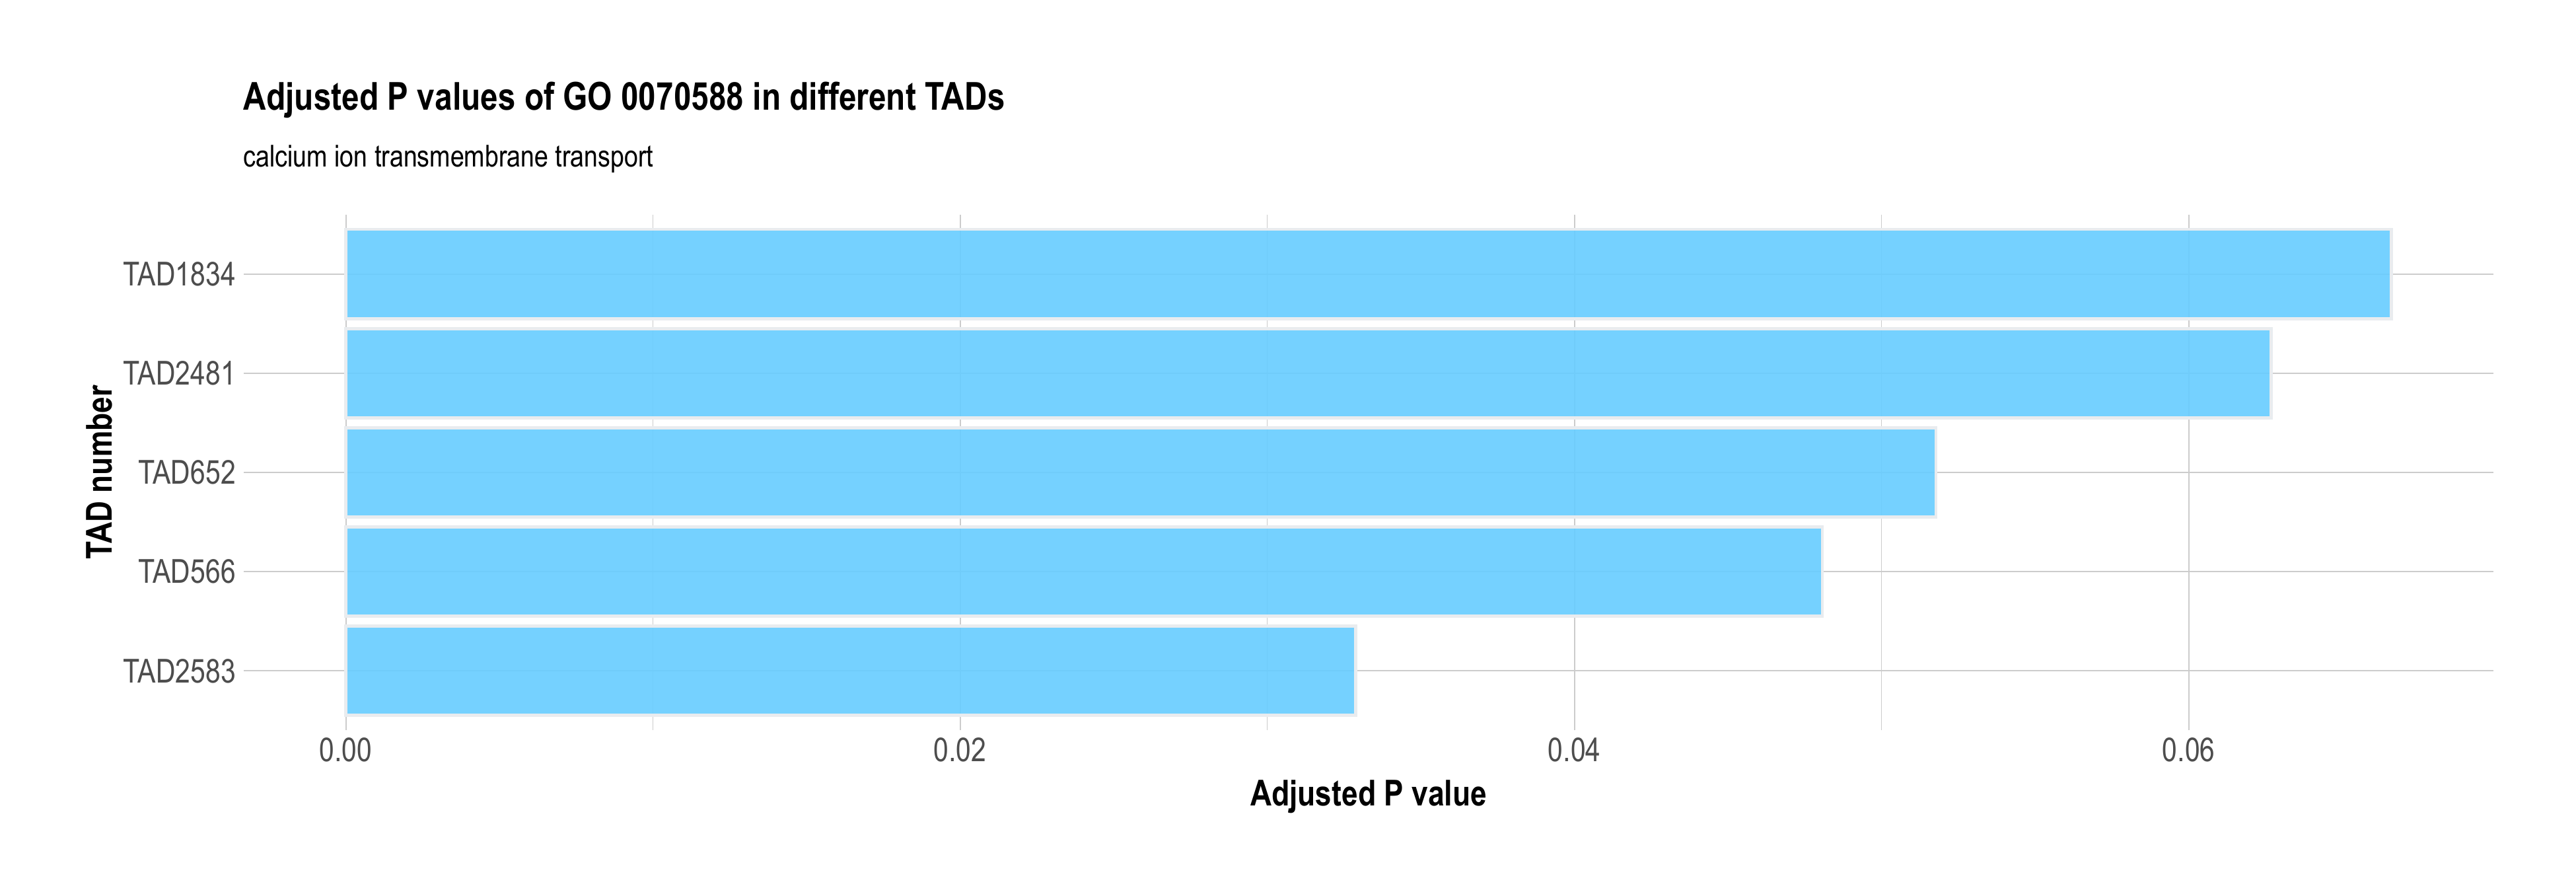 Adjusted P values of GO 0070588 in different TADs
calcium ion transmembrane transport
TAD number
TAD1834
TAD2481
TAD652
TAD566
TAD2583
0.00 0.02 0.04 0.06
Adjusted P value